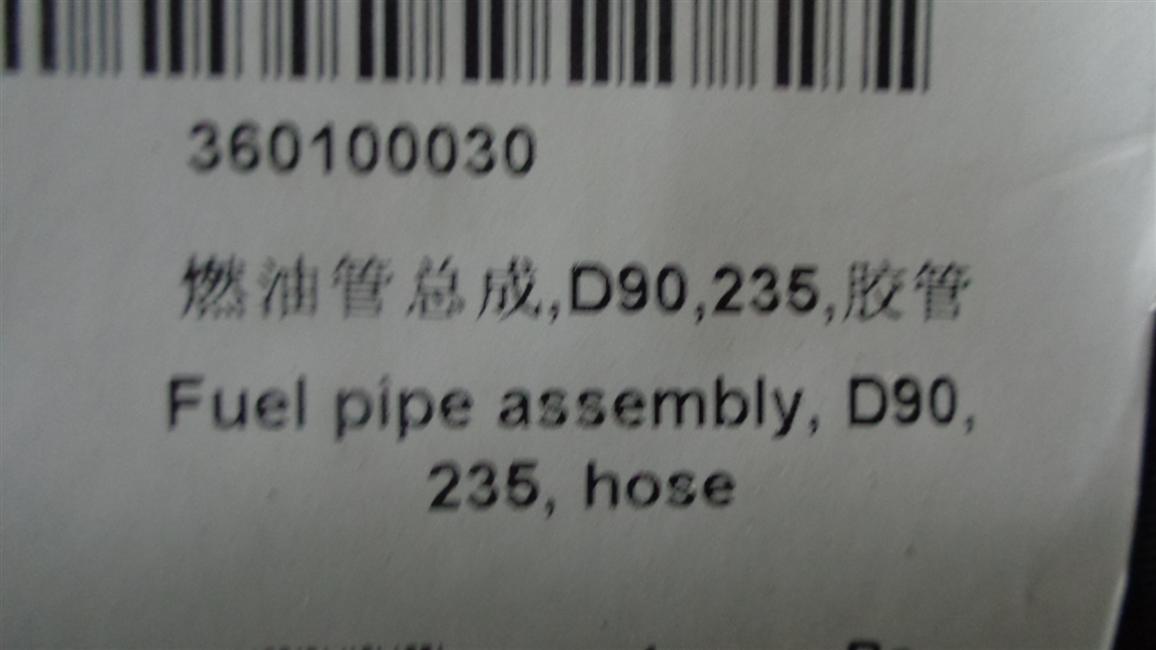 360100030
燃油管总成,D90,235,胶管
Fuel pipe assembly, D90,
235, hose